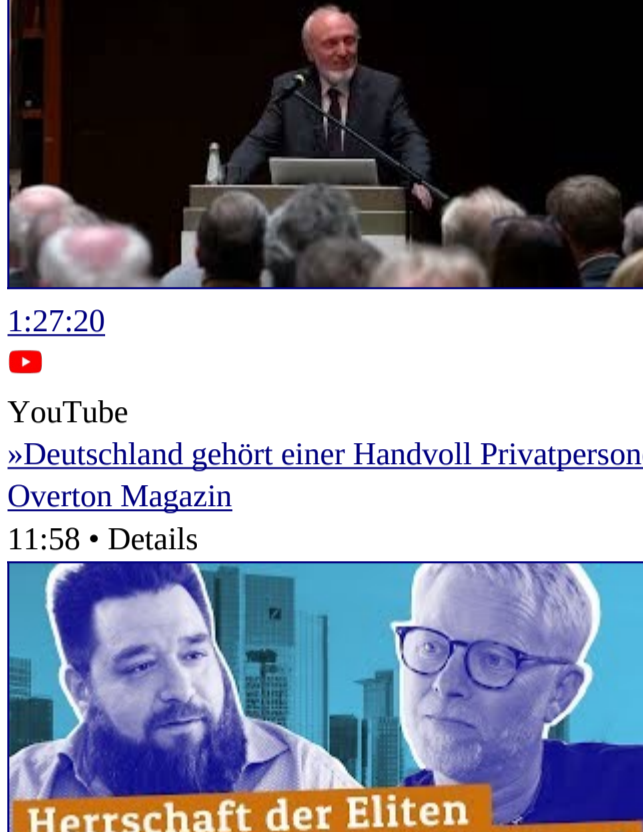 1:27:20
YouTube
»Deutschland gehört einer Handvoll Privatperson
Overton Magazin
11:58 • Details
Herrschaft der Eliten